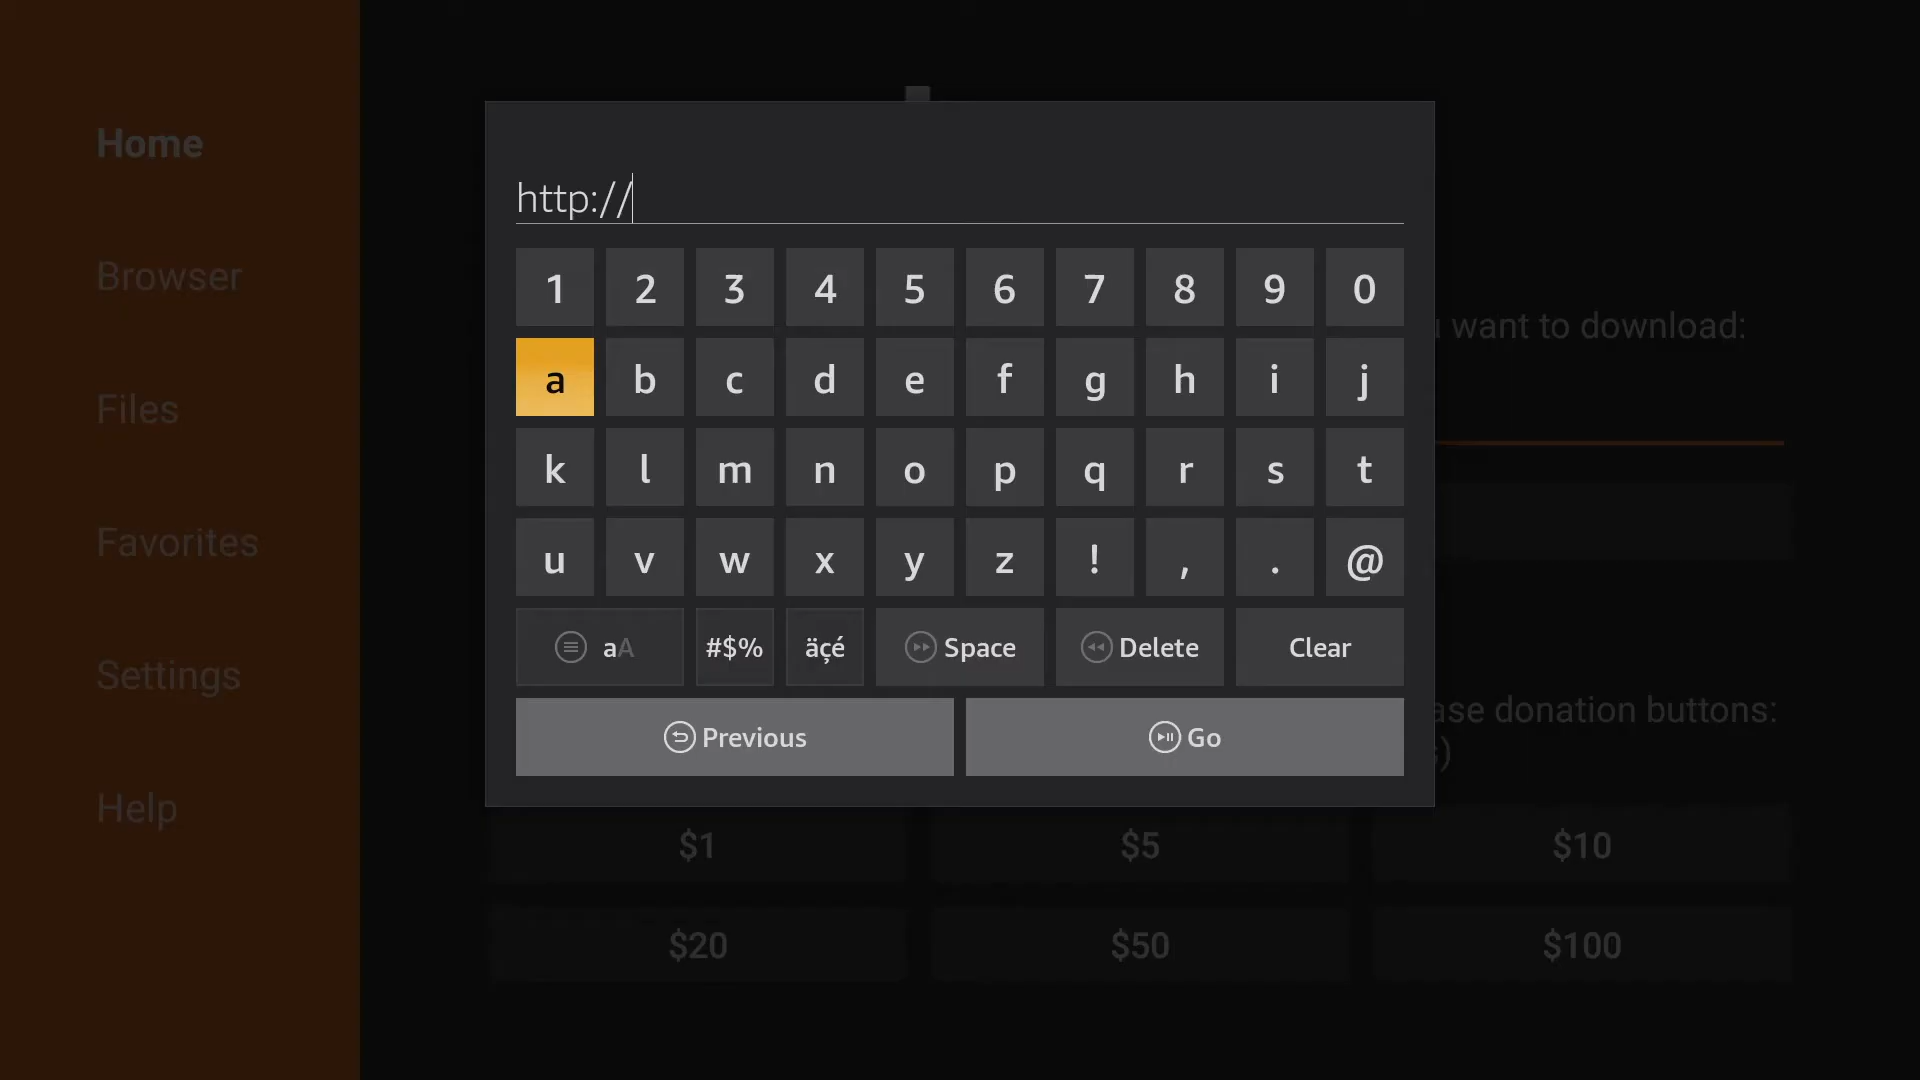 Home
Browser
Files
Favorites
Settings
Help
http://
1 2 3 4 5 6 7 8 9 0
a b c d e f g h i j
k l m n o p q r s t
u v w x y z ! , . @
aA #$% äçé Space Delete Clear
Previous Go
want to download:
donation buttons:
$1 $5 $10
$20 $50 $100